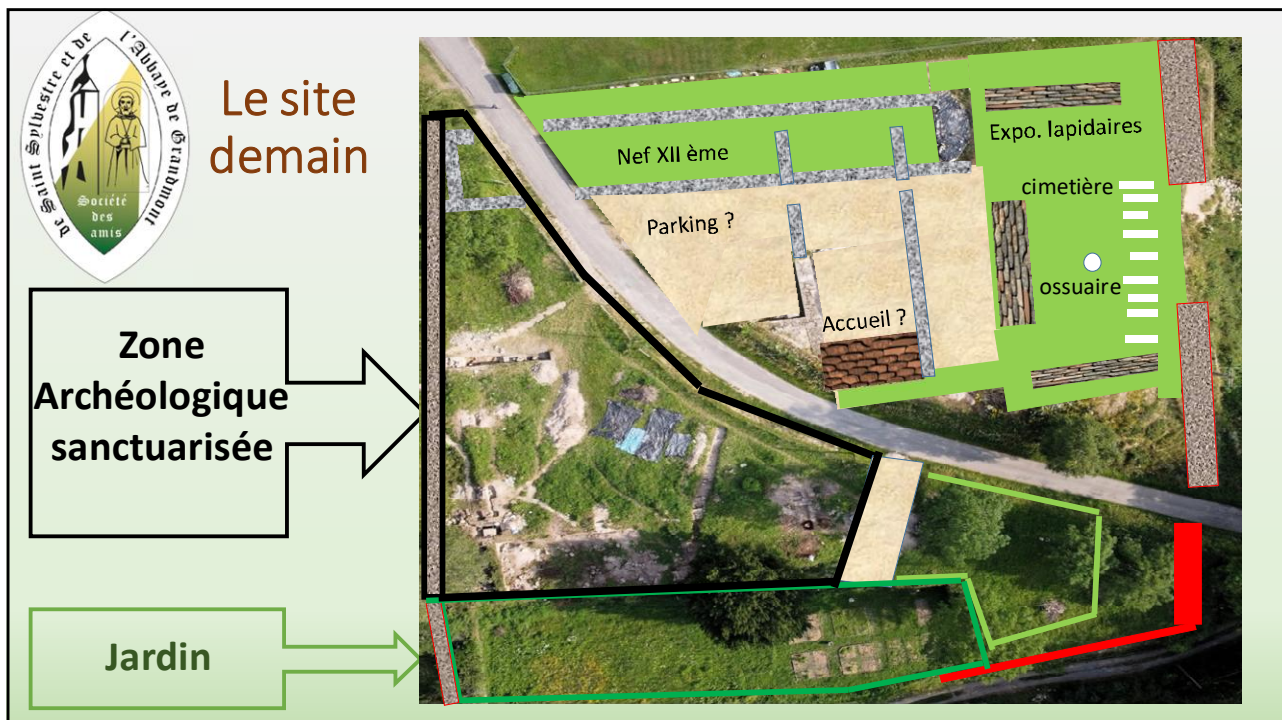 de Saint Sylvestre et de
l'Abbaye de Grandmont
Société
des
amis
Le site
demain
Zone
Archéologique
sanctuarisée
Jardin
Nef XII ème
Expo. lapidaires
cimetière
Parking ?
ossuaire
Accueil ?